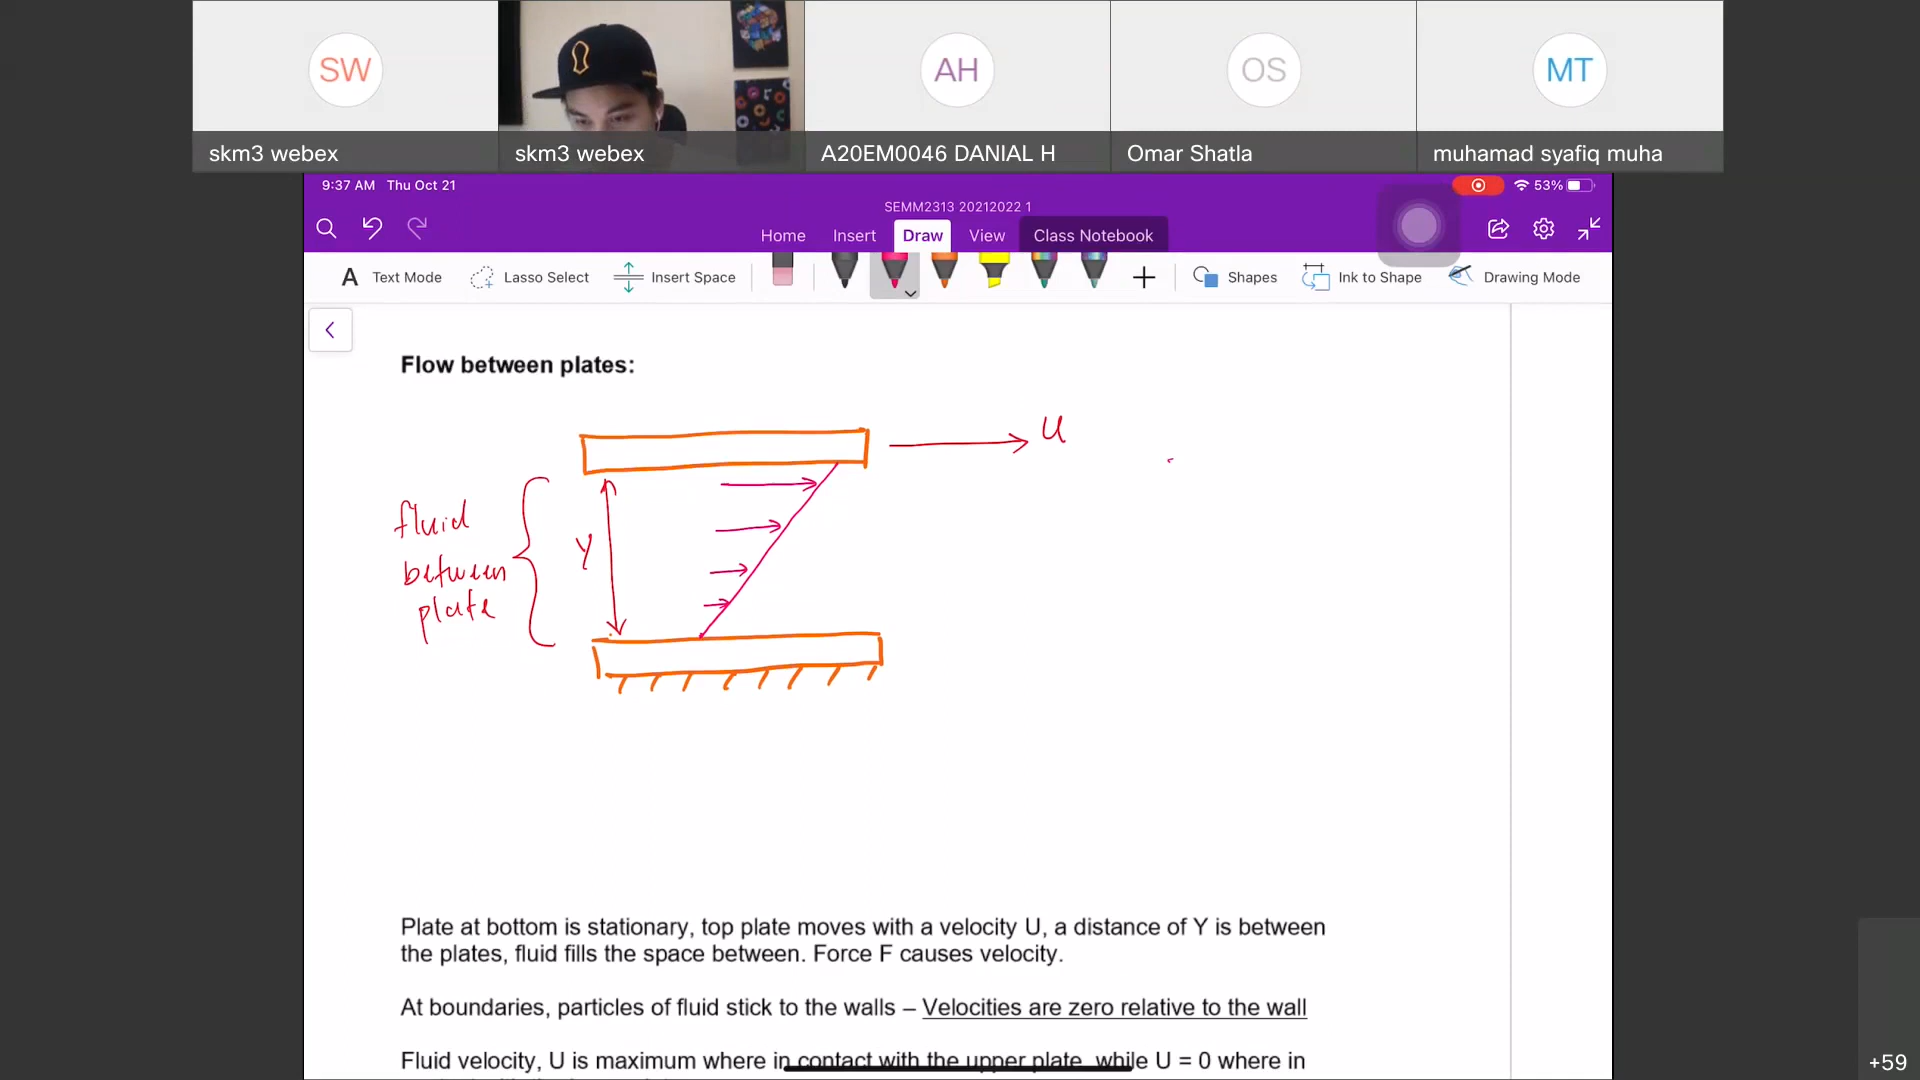 SW
AH
OS
MT
skm3 webex
skm3 webex
A20EM0046 DANIAL H
Omar Shatla
muhamad syafiq muha
9:37 AM Thu Oct 21
53%
SEMM2313 20212022 1
Home Insert Draw View Class Notebook
A Text Mode Lasso Select Insert Space Shapes Ink to Shape Drawing Mode
Flow between plates:
U
fluid
between
plate
Y
Plate at bottom is stationary, top plate moves with a velocity U, a distance of Y is between
the plates, fluid fills the space between. Force F causes velocity.
At boundaries, particles of fluid stick to the walls – Velocities are zero relative to the wall
Fluid velocity, U is maximum where in contact with the upper plate, while U = 0 where in
+59